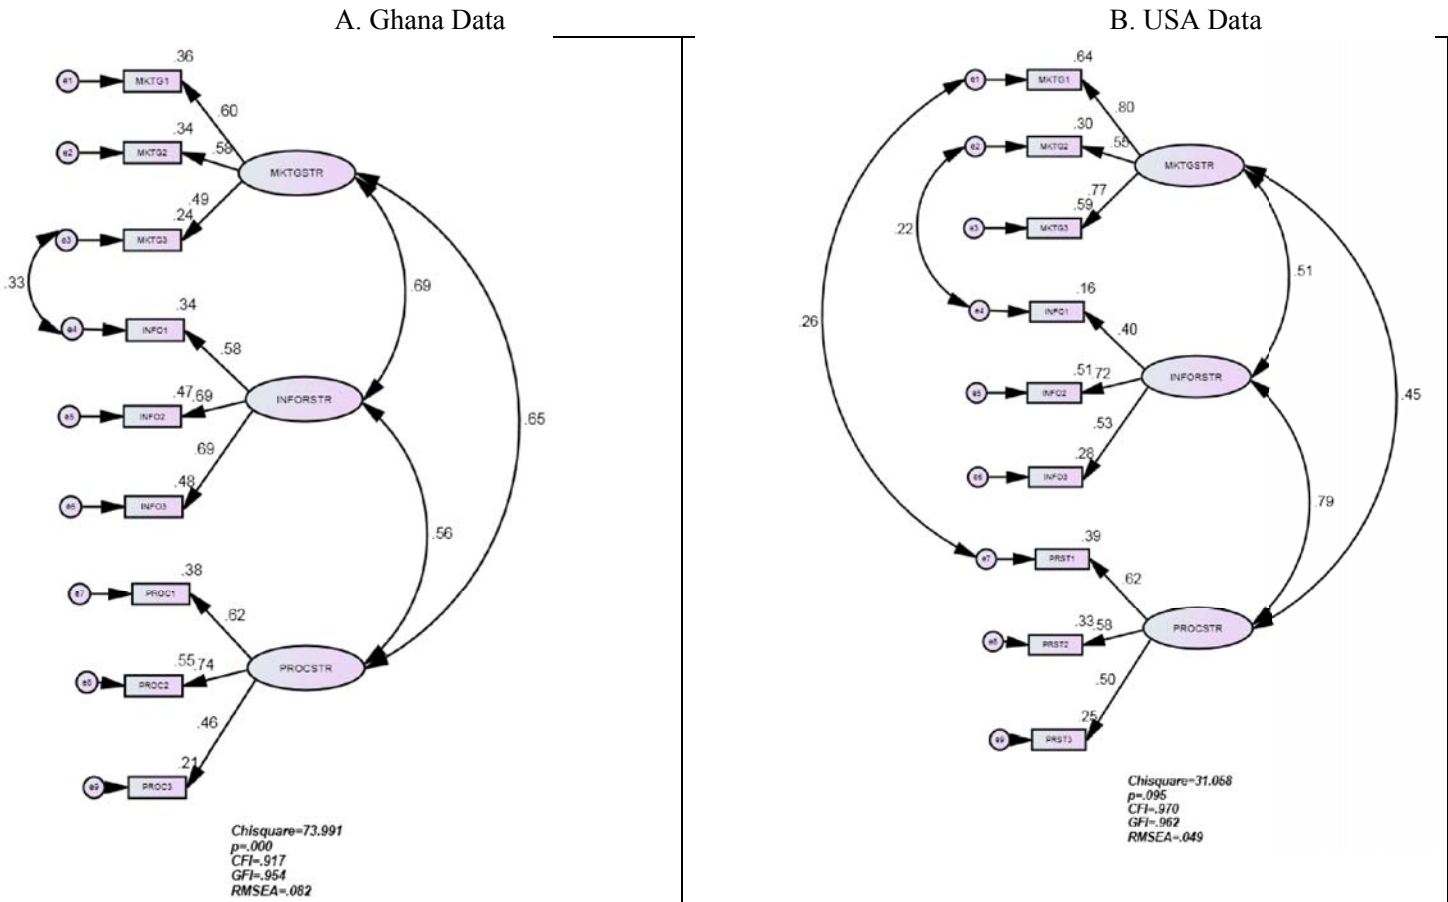 A. Ghana Data
.36
e1
MKTG1
.60
.34
e2
MKTG2
.58
MKTGSTR
.49
.24
e3
MKTG3
.33
.69
.34
e4
INFO1
.58
.47
.69
e5
INFO2
INFORSTR
.65
.69
.48
e6
INFO3
.56
.38
e7
PROC1
.62
.55
.74
e8
PROC2
PROCSTR
.46
.21
e9
PROC3
Chisquare=73.991
p=.000
CFI=.917
GFI=.954
RMSEA=.082
B. USA Data
.64
e1
MKTG1
.80
.30
e2
MKTG2
.55
MKTGSTR
.77
.59
e3
MKTG3
.22
.51
.16
e4
INFO1
.26
.40
.51
.72
e5
INFO2
INFORSTR
.45
.53
.28
e6
INFO3
.79
.39
e7
PRST1
.62
.33
.58
e8
PRST2
PROCSTR
.50
.25
e9
PRST3
Chisquare=31.058
p=.095
CFI=.970
GFI=.962
RMSEA=.049